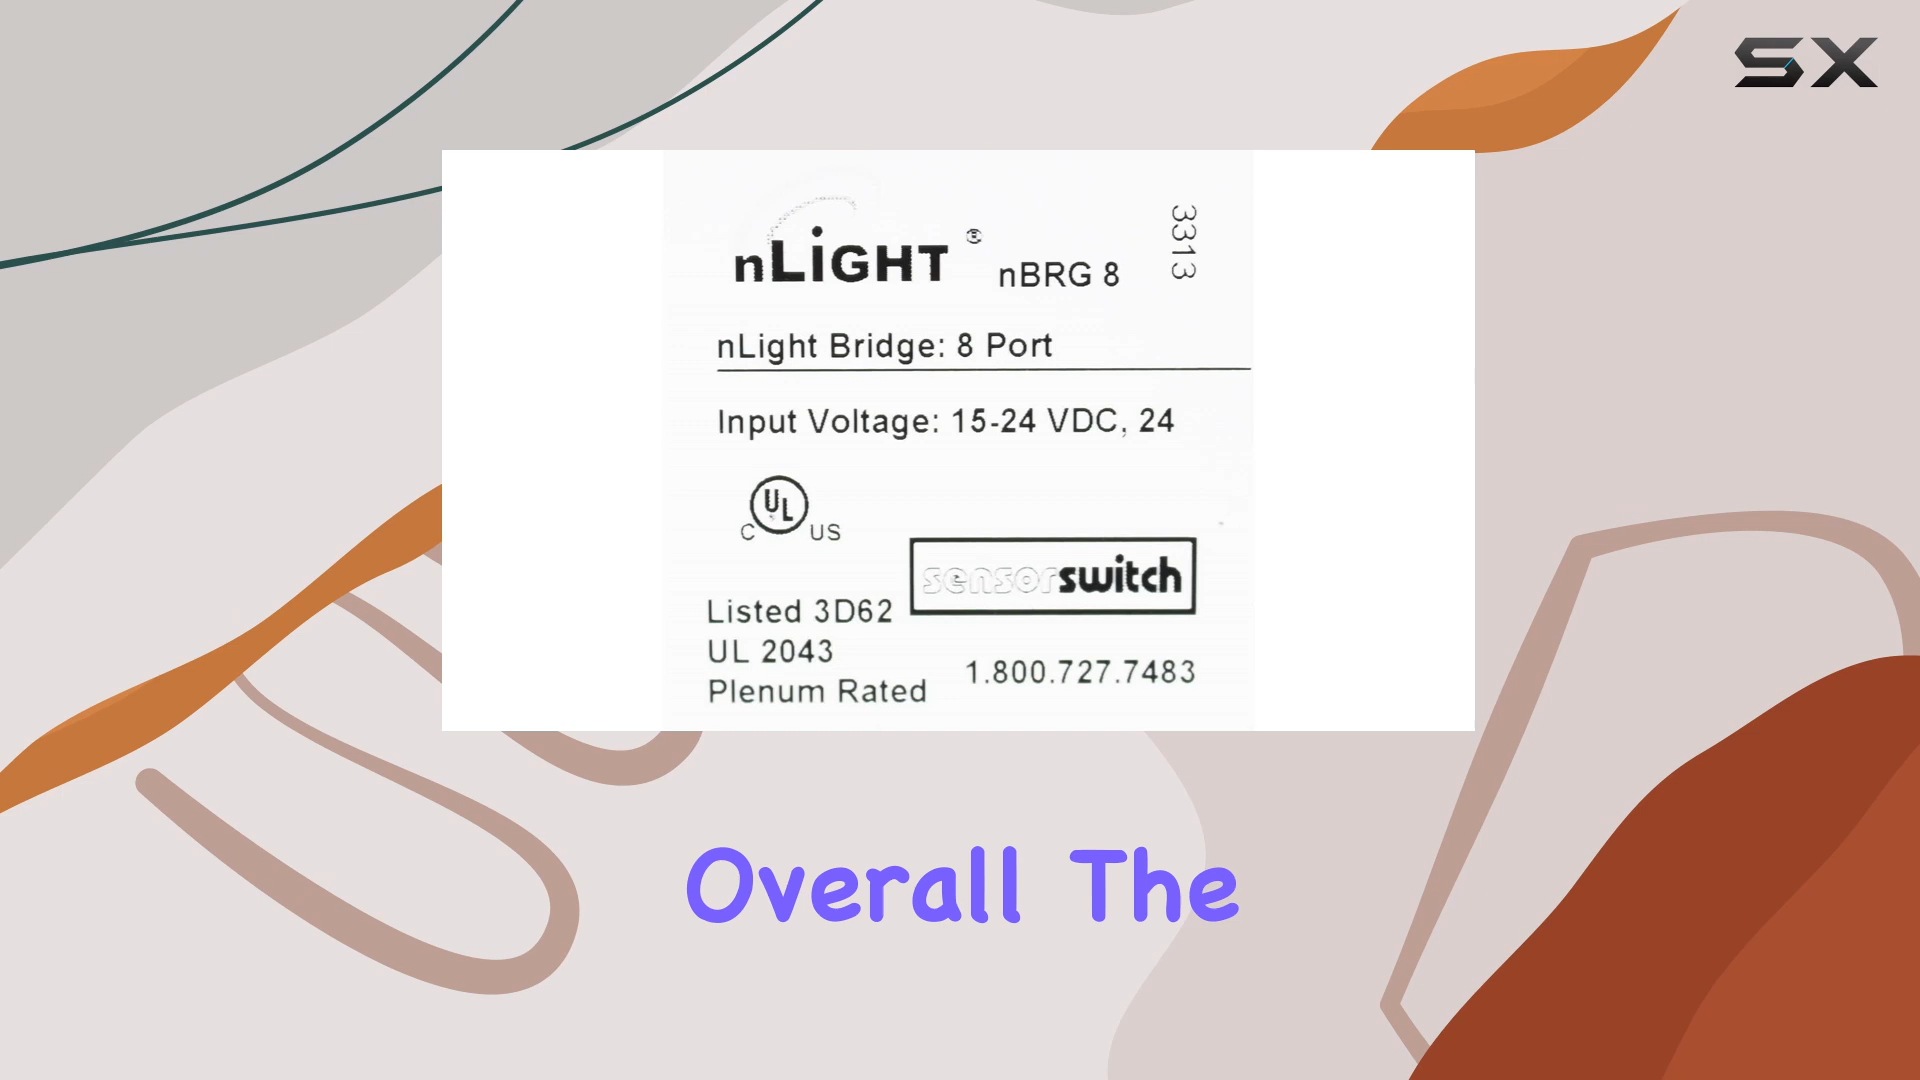 SX
nLiGHT ®
nBRG 8
3313
nLight Bridge: 8 Port
Input Voltage: 15-24 VDC, 24
UL
C US
sensorswitch
Listed 3D62
UL 2043
Plenum Rated
1.800.727.7483
Overall The